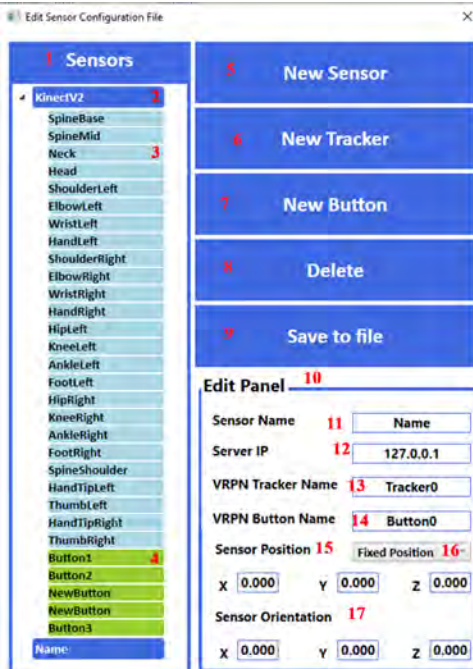 Edit Sensor Configuration File
1 Sensors
KinectV2 2
SpineBase
SpineMid
Neck 3
Head
ShoulderLeft
ElbowLeft
WristLeft
HandLeft
ShoulderRight
ElbowRight
WristRight
HandRight
HipLeft
KneeLeft
AnkleLeft
FootLeft
HipRight
KneeRight
AnkleRight
FootRight
SpineShoulder
HandTipLeft
ThumbLeft
HandTipRight
ThumbRight
Button1 4
Button2
NewButton
NewButton
Button3
Name
5 New Sensor
6 New Tracker
7 New Button
8 Delete
9 Save to file
Edit Panel 10
Sensor Name 11 Name
Server IP 12 127.0.0.1
VRPN Tracker Name 13 Tracker0
VRPN Button Name 14 Button0
Sensor Position 15 Fixed Position 16
X 0.000 Y 0.000 Z 0.000
Sensor Orientation 17
X 0.000 Y 0.000 Z 0.000